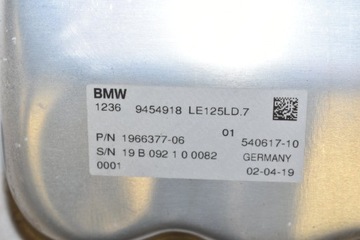 BMW
1236 9454918 LE125LD.7
01
P/N 1966377-06 540617-10
S/N 19 B 092 1 0 0082 GERMANY
0001 02-04-19